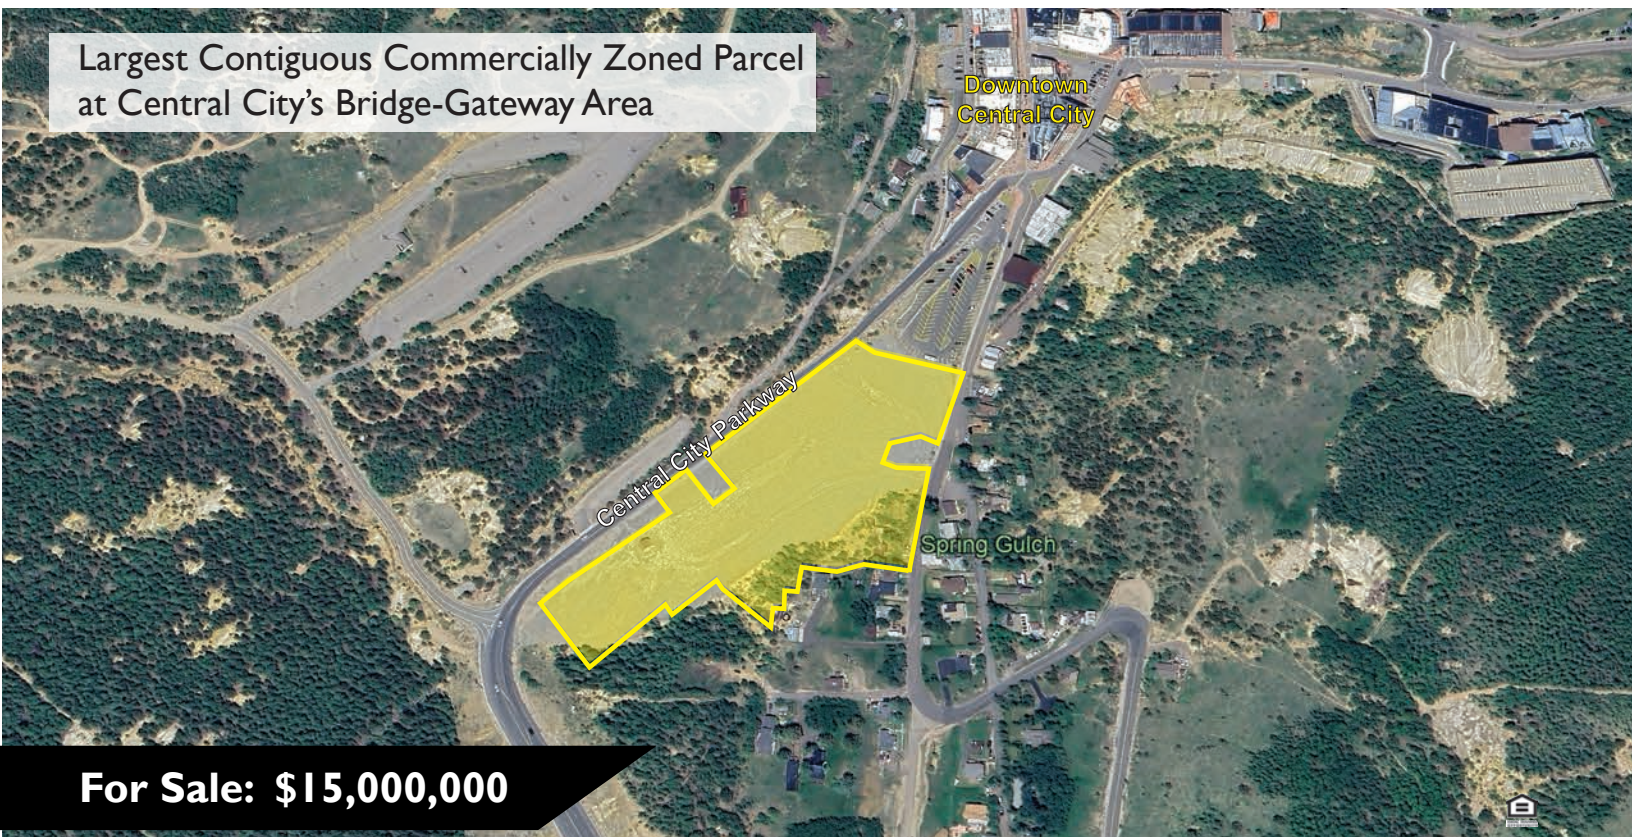 Largest Contiguous Commercially Zoned Parcel
at Central City's Bridge-Gateway Area
Downtown
Central City
Central City Parkway
Spring Gulch
For Sale: $15,000,000